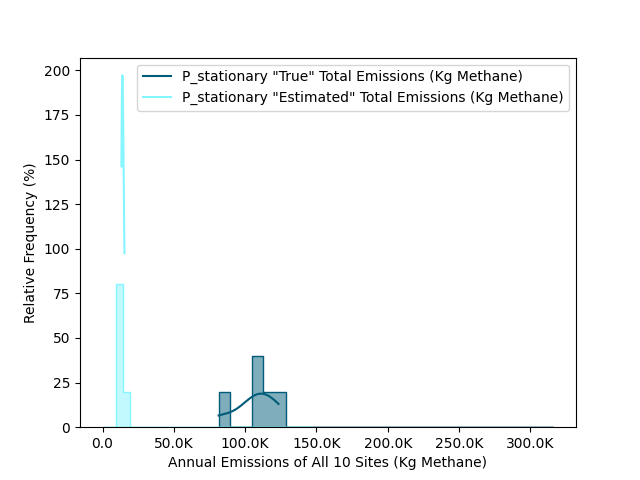 P_stationary "True" Total Emissions (Kg Methane)
P_stationary "Estimated" Total Emissions (Kg Methane)
Relative Frequency (%)
200
175
150
125
100
75
50
25
0
0.0 50.0K 100.0K 150.0K 200.0K 250.0K 300.0K
Annual Emissions of All 10 Sites (Kg Methane)